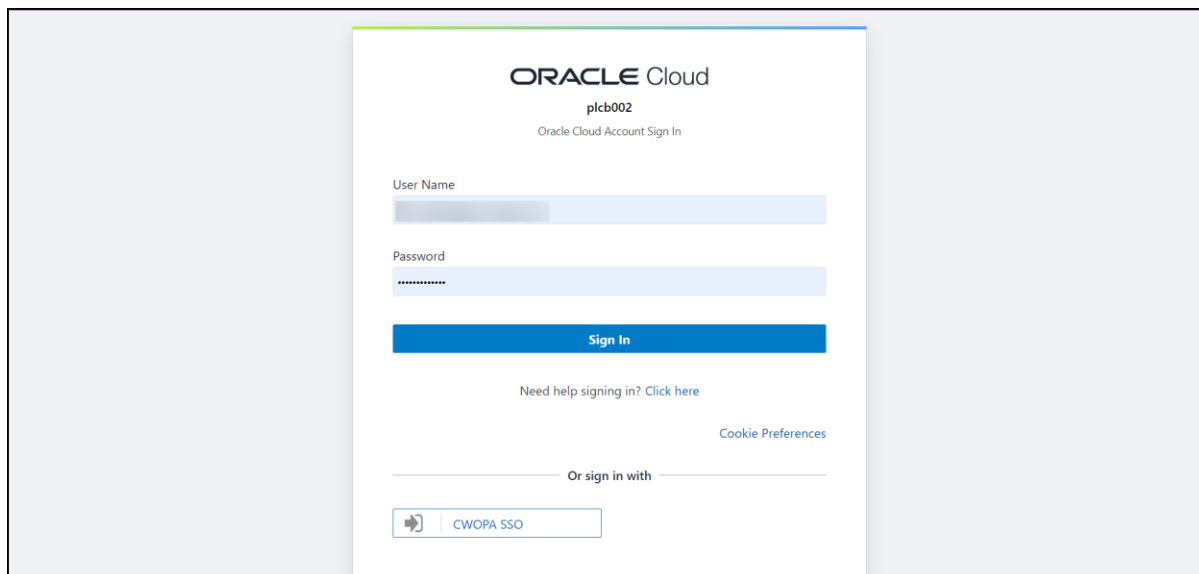 ORACLE Cloud
plcb002
Oracle Cloud Account Sign In
User Name
Password
•••••••••••••
Sign In
Need help signing in? Click here
Cookie Preferences
Or sign in with
CWOPA SSO